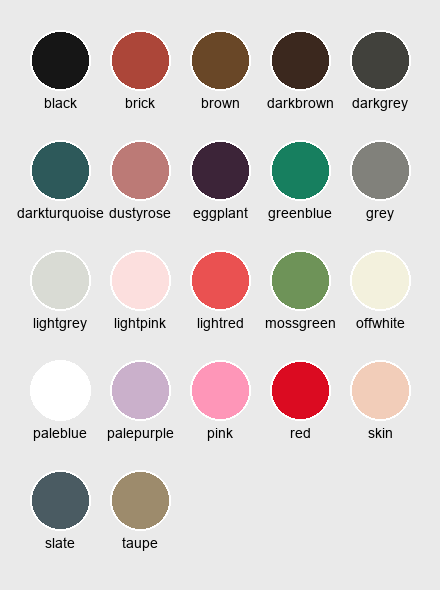 black brick brown darkbrown darkgrey
darkturquoise dustyrose eggplant greenblue grey
lightgrey lightpink lightred mossgreen offwhite
paleblue palepurple pink red skin
slate taupe